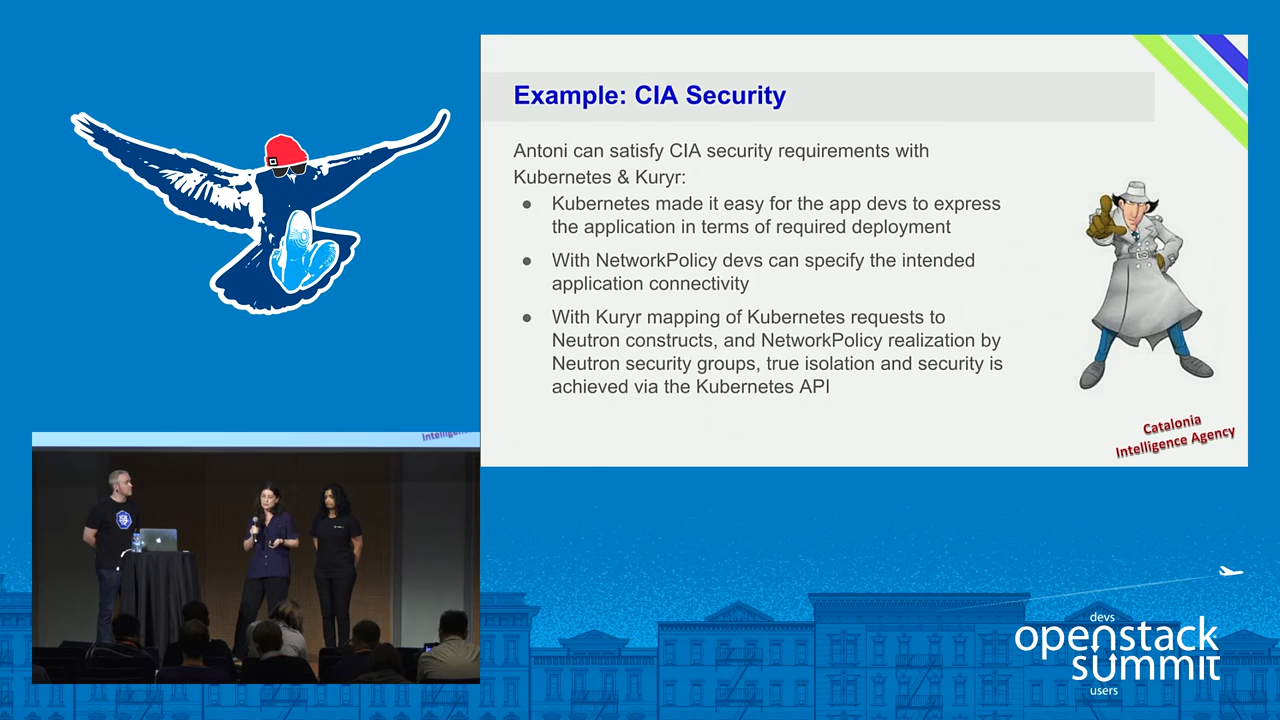 Example: CIA Security
Antoni can satisfy CIA security requirements with
Kubernetes & Kuryr:
● Kubernetes made it easy for the app devs to express
the application in terms of required deployment
● With NetworkPolicy devs can specify the intended
application connectivity
● With Kuryr mapping of Kubernetes requests to
Neutron constructs, and NetworkPolicy realization by
Neutron security groups, true isolation and security is
achieved via the Kubernetes API
Catalonia
Intelligence Agency
devs
openstack
summit
users